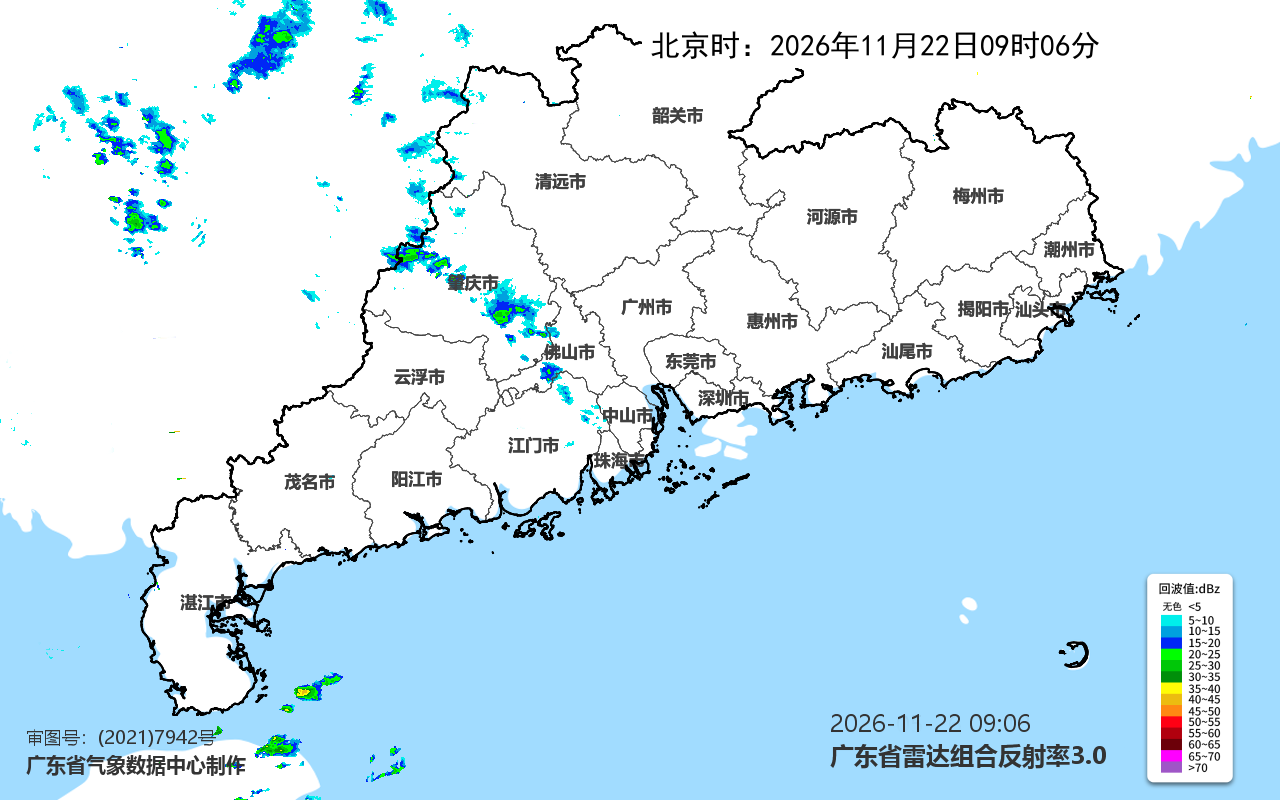 北京时：2026年11月22日09时06分
韶关市
清远市
梅州市
河源市
潮州市
肇庆市
广州市
揭阳市
汕头市
惠州市
佛山市
汕尾市
东莞市
云浮市
深圳市
中山市
江门市
珠海市
阳江市
茂名市
湛江市
回波值:dBz
无色 <5
5~10
10~15
15~20
20~25
25~30
30~35
35~40
40~45
45~50
50~55
55~60
60~65
65~70
>70
2026-11-22 09:06
广东省雷达组合反射率3.0
审图号：(2021)7942号
广东省气象数据中心制作